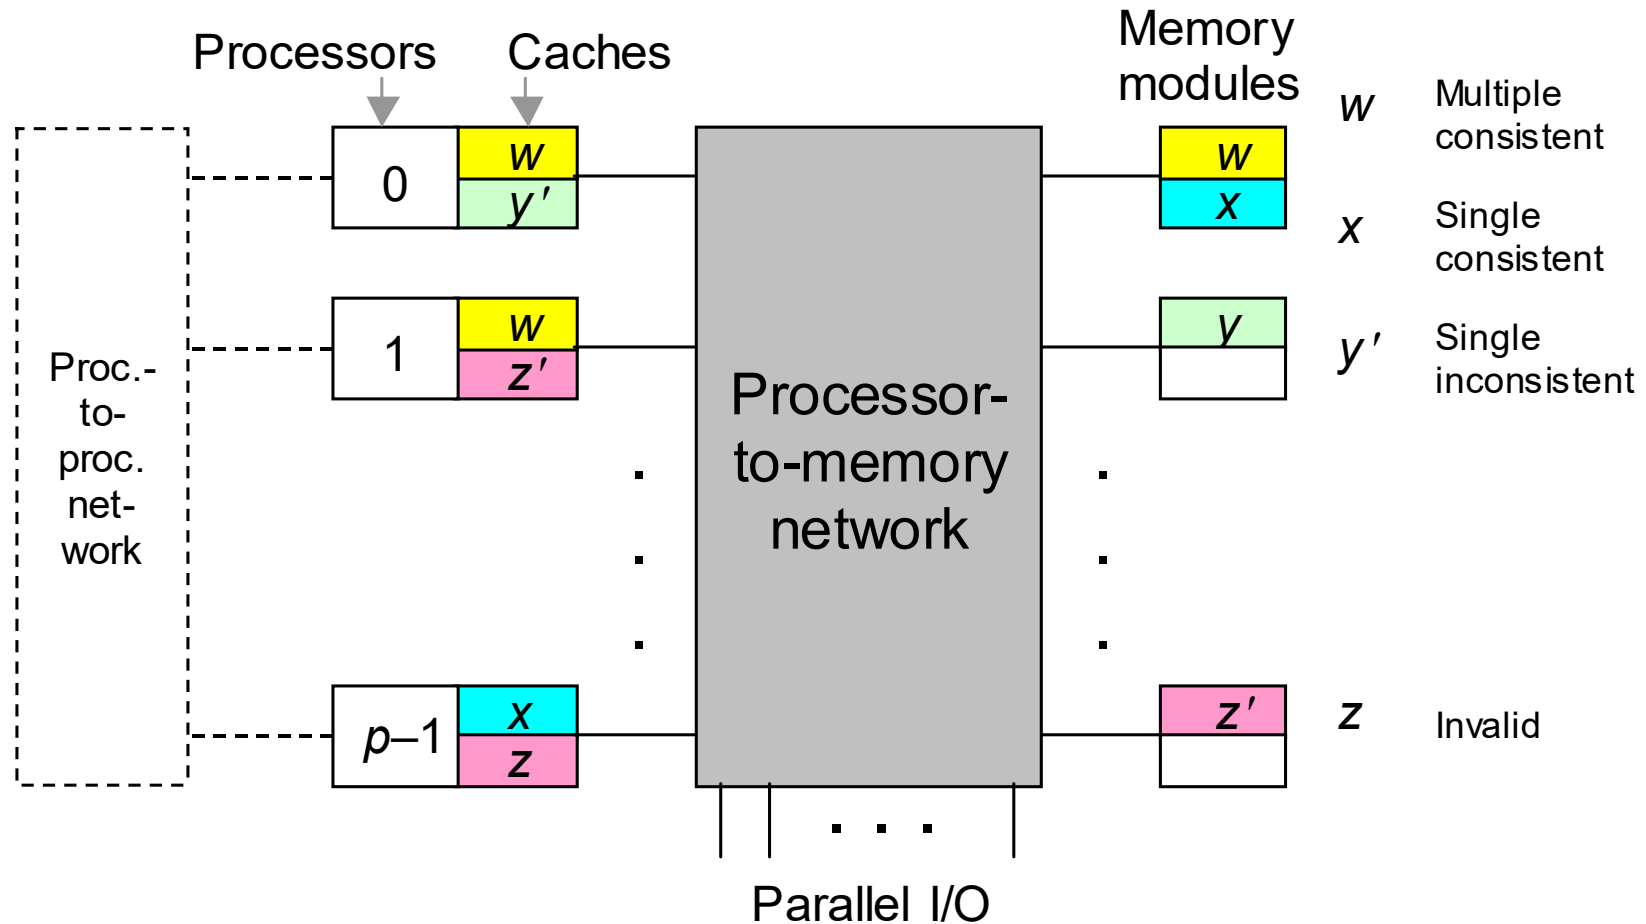 Processors
Caches
Memory
modules
w
Multiple
consistent
0
w
y′
w
x
x
Single
consistent
1
w
z′
y
y′
Single
inconsistent
Proc.-
to-
proc.
net-
work
Processor-
to-memory
network
p–1
x
z
z′
z
Invalid
Parallel I/O